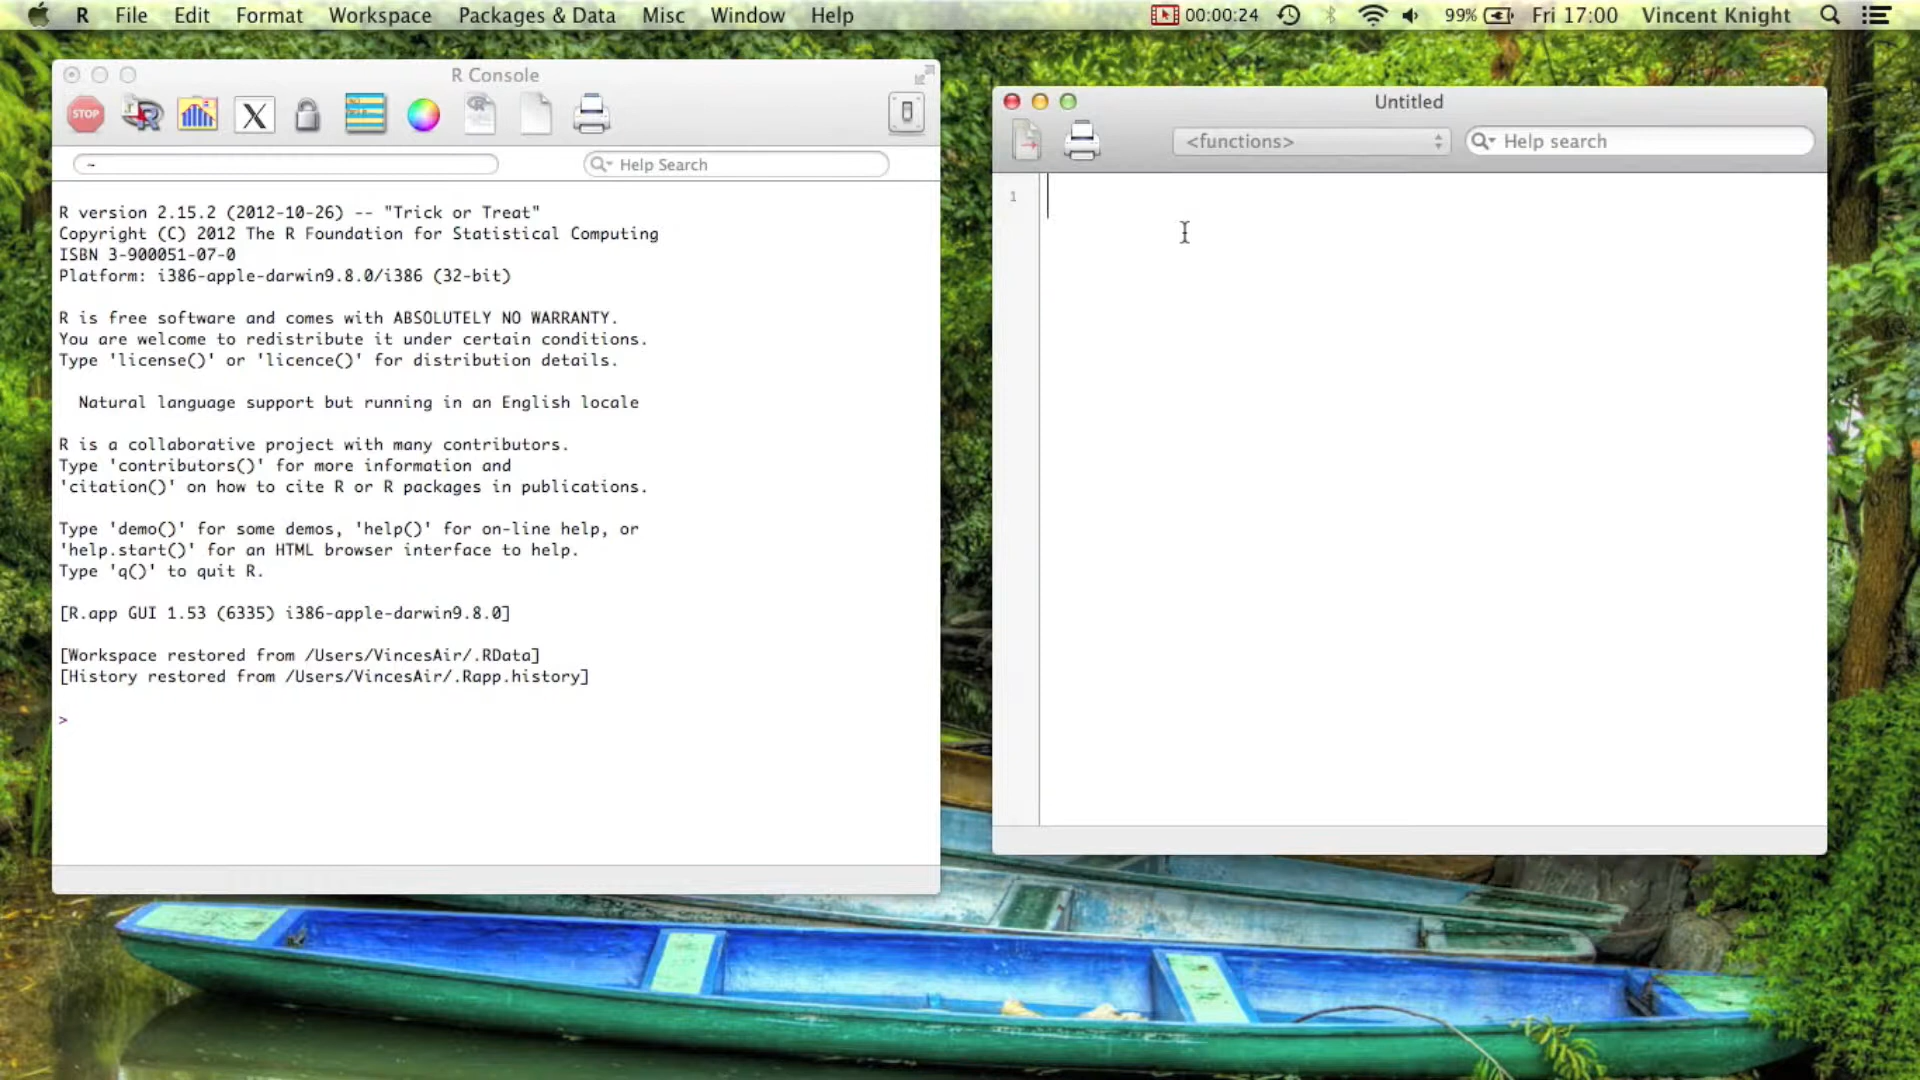 R File Edit Format Workspace Packages & Data Misc Window Help 00:00:24 99% Fri 17:00 Vincent Knight
R Console
STOP
X
~
Help Search
R version 2.15.2 (2012-10-26) -- "Trick or Treat"
Copyright (C) 2012 The R Foundation for Statistical Computing
ISBN 3-900051-07-0
Platform: i386-apple-darwin9.8.0/i386 (32-bit)
R is free software and comes with ABSOLUTELY NO WARRANTY.
You are welcome to redistribute it under certain conditions.
Type 'license()' or 'licence()' for distribution details.
Natural language support but running in an English locale
R is a collaborative project with many contributors.
Type 'contributors()' for more information and
'citation()' on how to cite R or R packages in publications.
Type 'demo()' for some demos, 'help()' for on-line help, or
'help.start()' for an HTML browser interface to help.
Type 'q()' to quit R.
[R.app GUI 1.53 (6335) i386-apple-darwin9.8.0]
[Workspace restored from /Users/VincesAir/.RData]
[History restored from /Users/VincesAir/.Rapp.history]
>
Untitled
<functions>
Help search
1